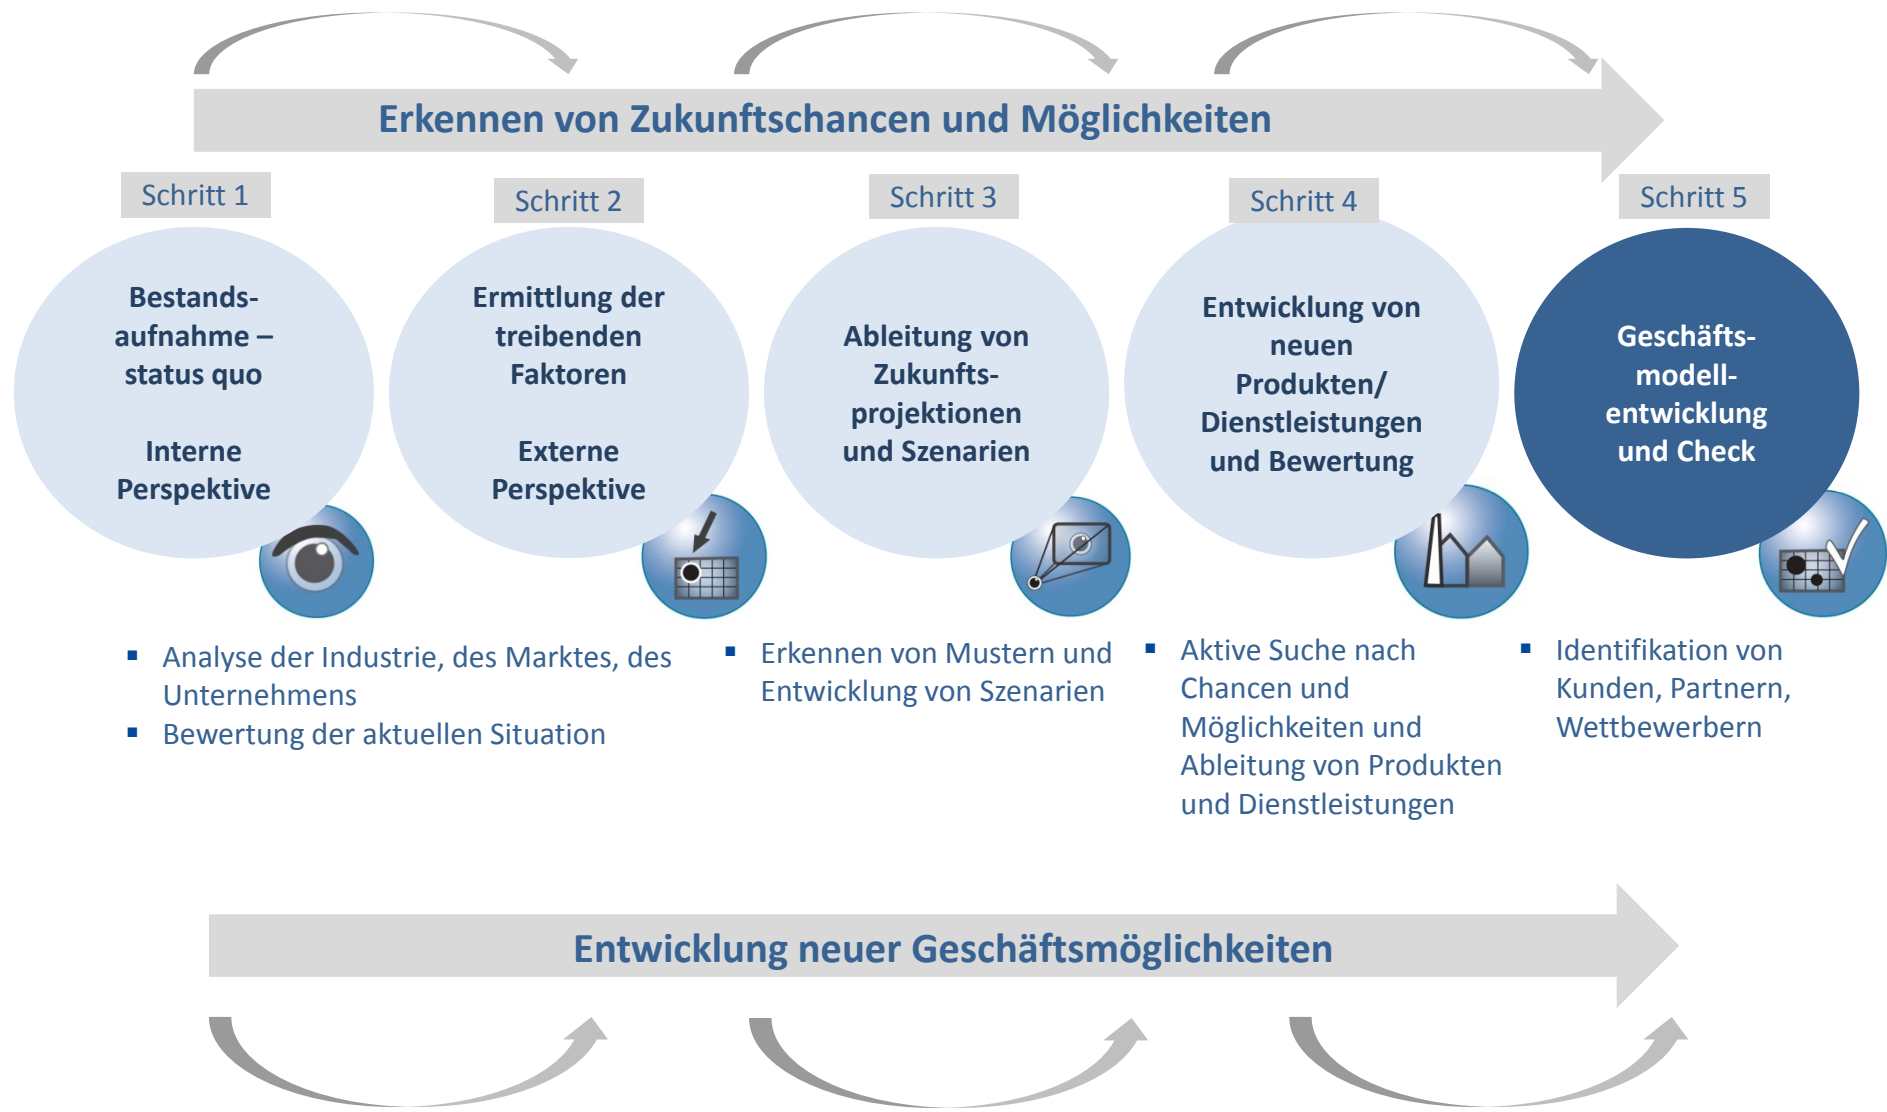 Erkennen von Zukunftschancen und Möglichkeiten
Schritt 1
Schritt 2
Schritt 3
Schritt 4
Schritt 5
Bestands-
aufnahme –
status quo
Interne
Perspektive
Ermittlung der
treibenden
Faktoren
Externe
Perspektive
Ableitung von
Zukunfts-
projektionen
und Szenarien
Entwicklung von
neuen
Produkten/
Dienstleistungen
und Bewertung
Geschäfts-
modell-
entwicklung
und Check
▪ Analyse der Industrie, des Marktes, des
Unternehmens
▪ Bewertung der aktuellen Situation
▪ Erkennen von Mustern und
Entwicklung von Szenarien
▪ Aktive Suche nach
Chancen und
Möglichkeiten und
Ableitung von Produkten
und Dienstleistungen
▪ Identifikation von
Kunden, Partnern,
Wettbewerbern
Entwicklung neuer Geschäftsmöglichkeiten